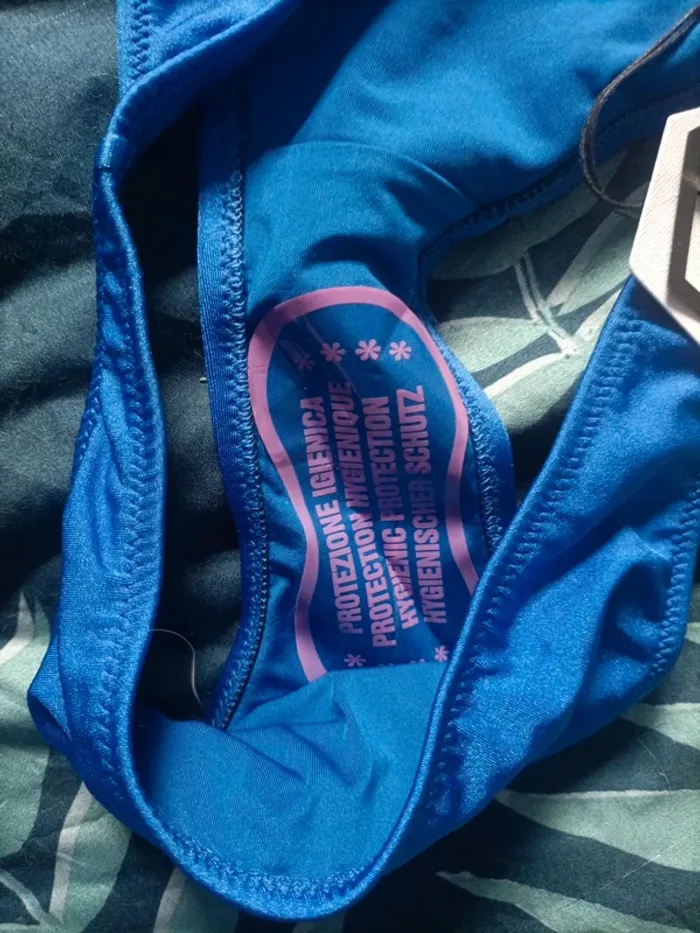 PROTEZIONE IGIENICA
PROTECTION HYGIENIQUE
HYGIENIC PROTECTION
HYGIENISCHER SCHUTZ